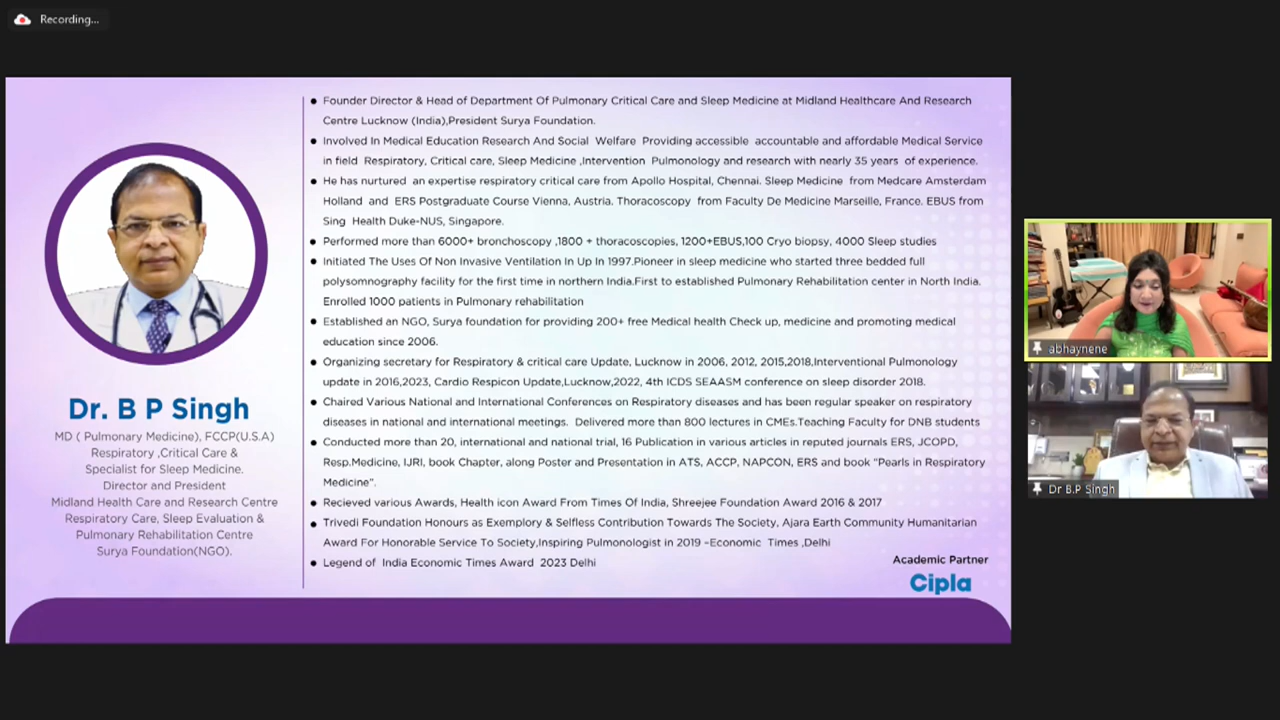 Recording...
Founder Director & Head of Department Of Pulmonary Critical Care and Sleep Medicine at Midland Healthcare And Research
Centre Lucknow (India),President Surya Foundation.
Involved In Medical Education Research And Social Welfare Providing accessible accountable and affordable Medical Service
in field Respiratory, Critical care, Sleep Medicine ,Intervention Pulmonology and research with nearly 35 years of experience.
He has nurtured an expertise respiratory critical care from Apollo Hospital, Chennai. Sleep Medicine from Medcare Amsterdam
Holland and ERS Postgraduate Course Vienna, Austria. Thoracoscopy from Faculty De Medicine Marseille, France. EBUS from
Sing Health Duke-NUS, Singapore.
Performed more than 6000+ bronchoscopy ,1800 + thoracoscopies, 1200+EBUS,100 Cryo biopsy, 4000 Sleep studies
Initiated The Uses Of Non Invasive Ventilation In Up In 1997.Pioneer in sleep medicine who started three bedded full
polysomnography facility for the first time in northern India.First to established Pulmonary Rehabilitation center in North India.
Enrolled 1000 patients in Pulmonary rehabilitation
Established an NGO, Surya foundation for providing 200+ free Medical health Check up, medicine and promoting medical
education since 2006.
Organizing secretary for Respiratory & critical care Update, Lucknow in 2006, 2012, 2015,2018,Interventional Pulmonology
update in 2016,2023, Cardio Respicon Update,Lucknow,2022, 4th ICDS SEAASM conference on sleep disorder 2018.
Chaired Various National and International Conferences on Respiratory diseases and has been regular speaker on respiratory
diseases in national and international meetings. Delivered more than 800 lectures in CMEs.Teaching Faculty for DNB students
Conducted more than 20, international and national trial, 16 Publication in various articles in reputed journals ERS, JCOPD,
Resp.Medicine, IJRI, book Chapter, along Poster and Presentation in ATS, ACCP, NAPCON, ERS and book “Pearls in Respiratory
Medicine”.
Recieved various Awards, Health icon Award From Times Of India, Shreejee Foundation Award 2016 & 2017
Trivedi Foundation Honours as Exemplory & Selfless Contribution Towards The Society, Ajara Earth Community Humanitarian
Award For Honorable Service To Society,Inspiring Pulmonologist in 2019 –Economic Times ,Delhi
Legend of India Economic Times Award 2023 Delhi
Dr. B P Singh
MD ( Pulmonary Medicine), FCCP(U.S.A)
Respiratory ,Critical Care &
Specialist for Sleep Medicine.
Director and President
Midland Health Care and Research Centre
Respiratory Care, Sleep Evaluation &
Pulmonary Rehabilitation Centre
Surya Foundation(NGO).
Academic Partner
Cipla
abhaynene
Dr B.P Singh